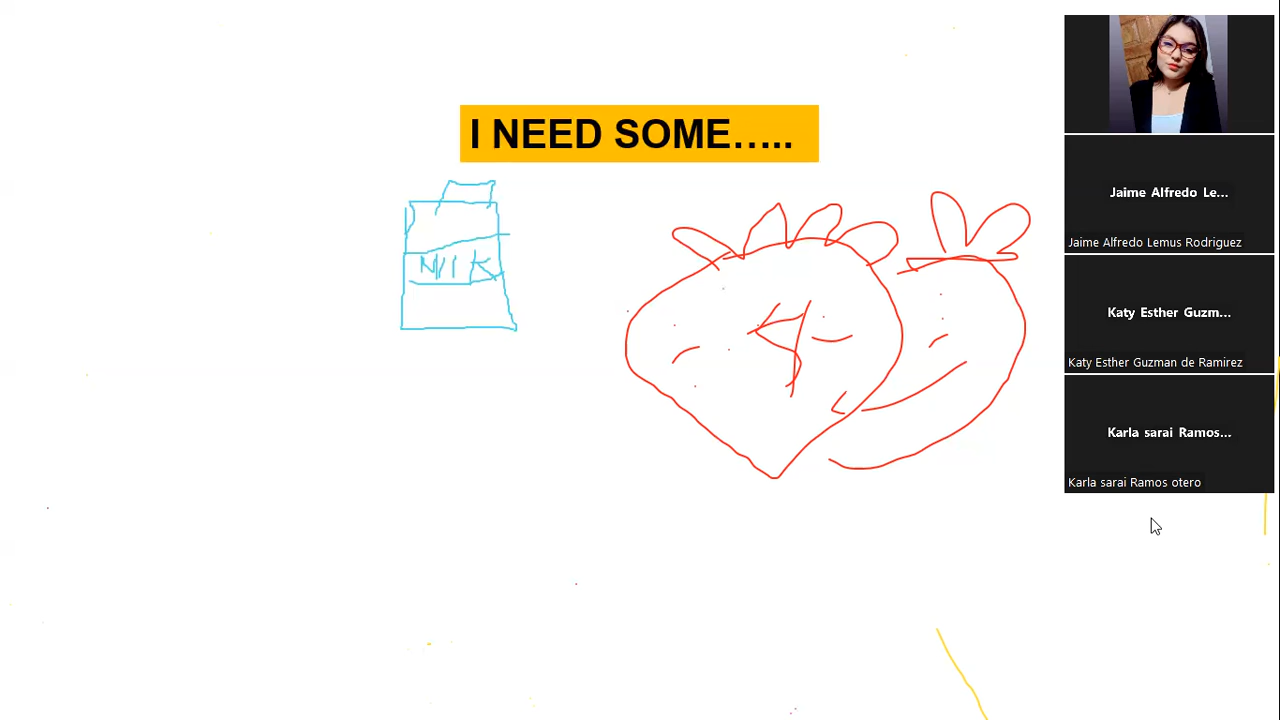 I NEED SOME.....
MILK
Jaime Alfredo Le...
Jaime Alfredo Lemus Rodriguez
Katy Esther Guzm...
Katy Esther Guzman de Ramirez
Karla sarai Ramos...
Karla sarai Ramos otero